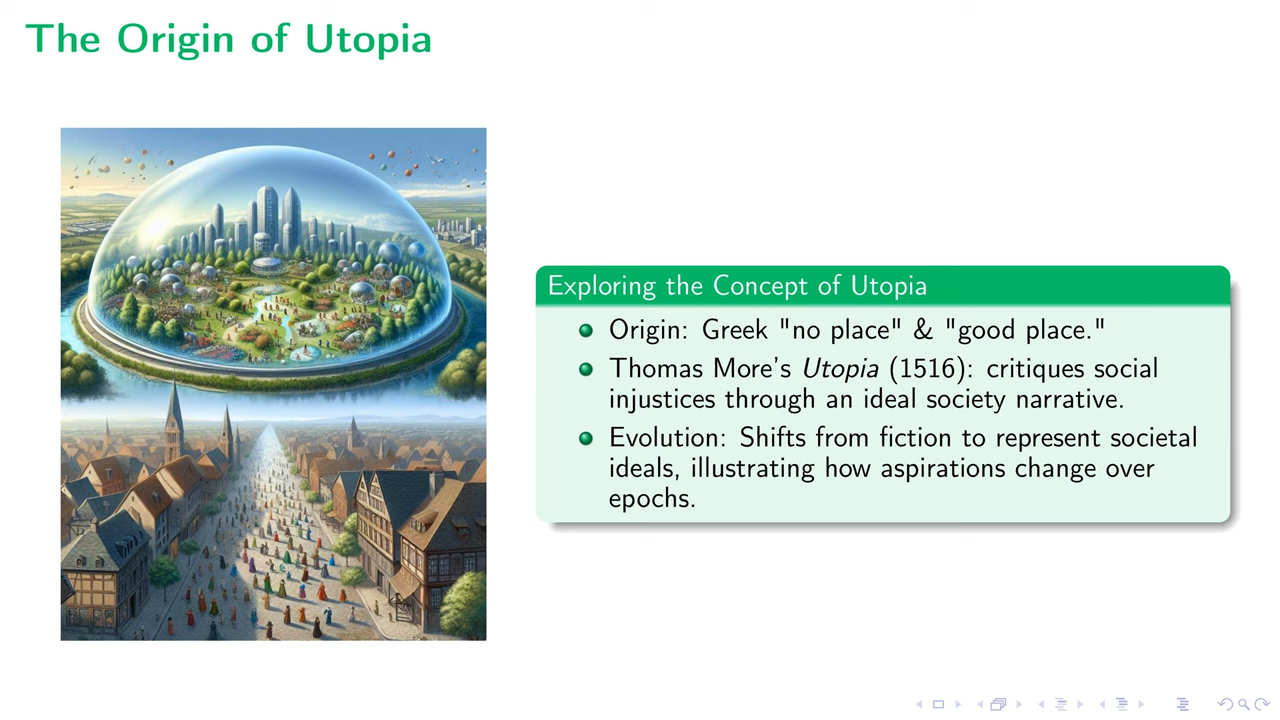 The Origin of Utopia
Exploring the Concept of Utopia
Origin: Greek "no place" & "good place."
Thomas More's Utopia (1516): critiques social
injustices through an ideal society narrative.
Evolution: Shifts from fiction to represent societal
ideals, illustrating how aspirations change over
epochs.